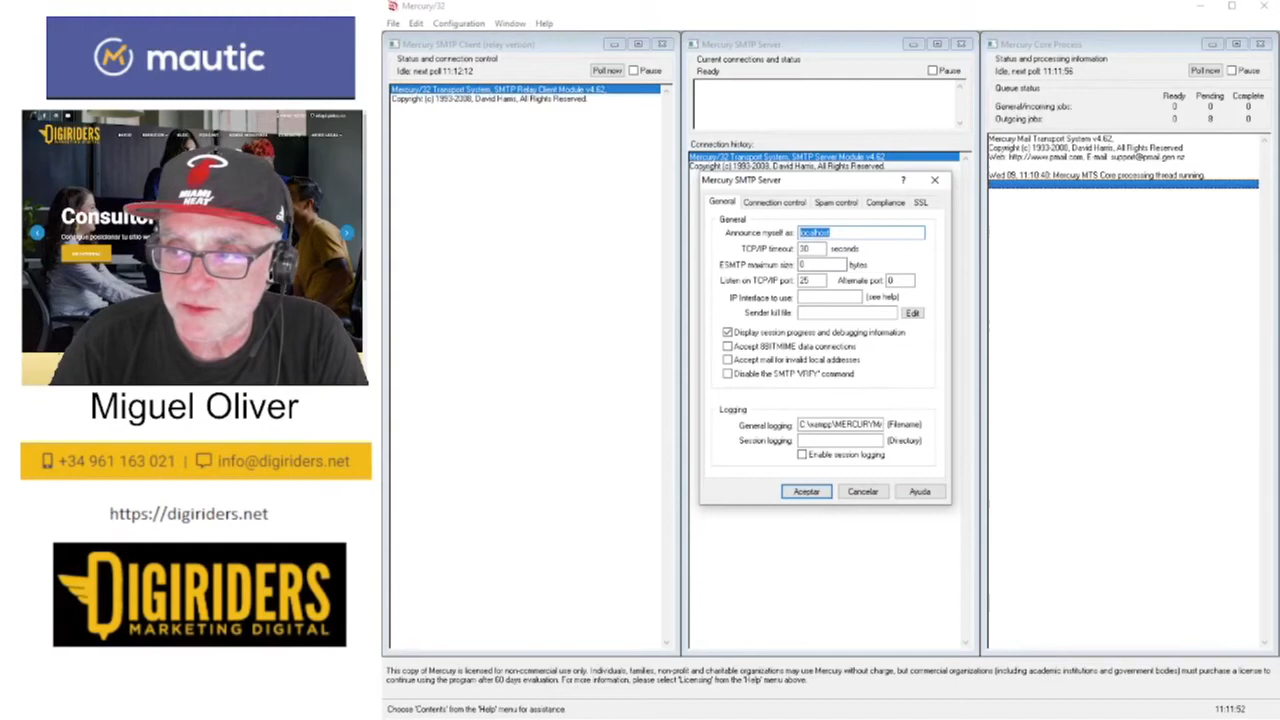 mautic
DIGIRIDERS
Consultor
Miguel Oliver
+34 961 163 021 | info@digiriders.net
https://digiriders.net
DIGIRIDERS
MARKETING DIGITAL
Mercury/32
File Edit Configuration Window Help
Mercury SMTP Client (relay version)
Status and connection control
Idle: next poll 11:12:12
Poll now Pause
Mercury/32 Transport System, SMTP Relay Client Module v4.62,
Copyright (c) 1993-2008, David Harris, All Rights Reserved.
Mercury SMTP Server
Current connections and status
Ready
Pause
Connection history:
Mercury/32 Transport System, SMTP Server Module v4.62
Copyright (c) 1993-2008, David Harris, All Rights Reserved.
Mercury SMTP Server
General Connection control Spam control Compliance SSL
General
Announce myself as: localhost
TCP/IP timeout: 30 seconds
ESMTP maximum size: 0 bytes
Listen on TCP/IP port: 25 Alternate port: 0
IP Interface to use: (see help)
Sender kill file: Edit
Display session progress and debugging information
Accept 8BITMIME data connections
Accept mail for invalid local addresses
Disable the SMTP 'VRFY' command
Logging
General logging: C:\xampp\MERCURYMA (Filename)
Session logging: (Directory)
Enable session logging
Aceptar Cancelar Ayuda
Mercury Core Process
Status and processing information
Idle: next poll 11:11:56
Poll now Pause
Queue status
Ready Pending Complete
General/incoming jobs: 0 0 0
Outgoing jobs: 0 8 0
Mercury Mail Transport System v4.62,
Copyright (c) 1993-2008, David Harris, All Rights Reserved.
Web: http://www.pmail.com, E-mail: support@pmail.gen.nz
Wed 09, 11:10:40: Mercury MTS Core processing thread running.
This copy of Mercury is licensed for non-commercial use only. Individuals, families, non-profit and charitable organizations may use Mercury without charge, but commercial organizations (including academic institutions and government bodies) must purchase a license to
continue using the program after 60 days evaluation. For more information, please select 'Licensing' from the 'Help' menu above.
Choose 'Contents' from the 'Help' menu for assistance.
11:11:52